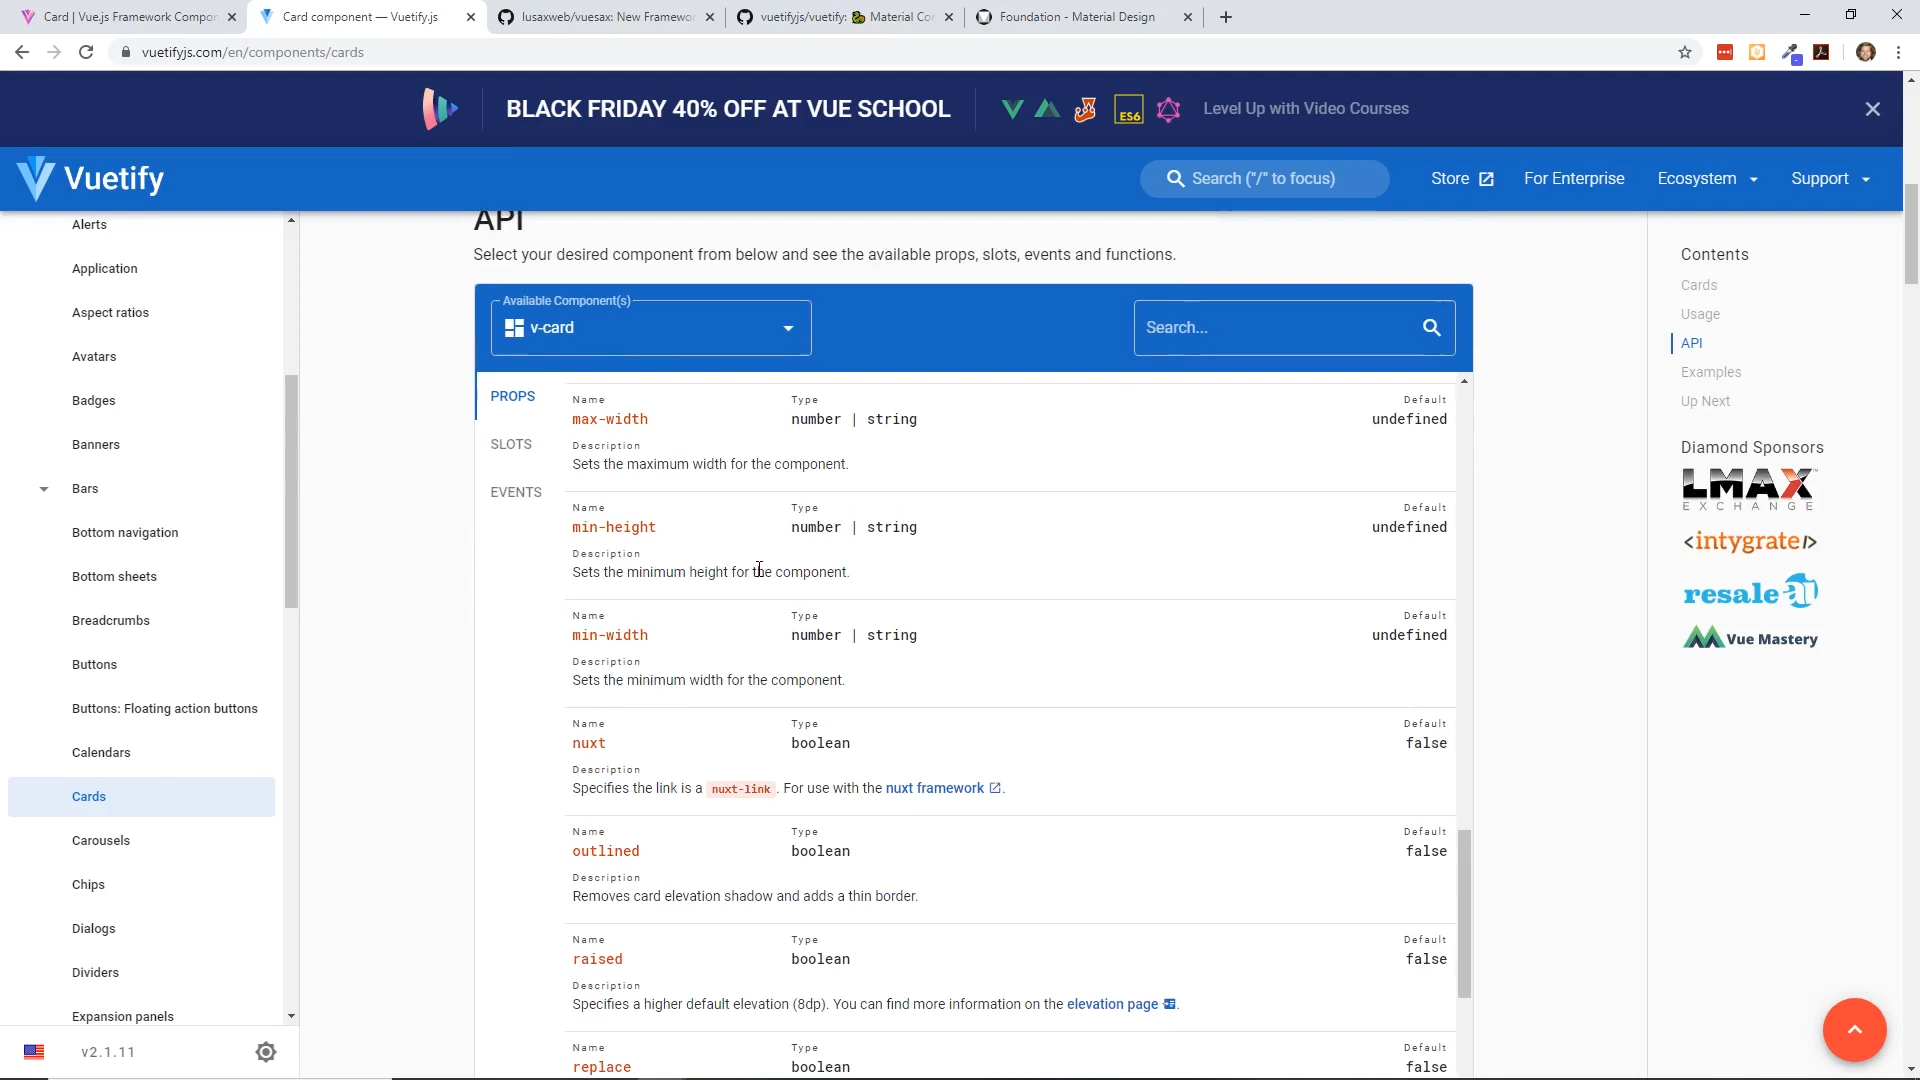 Card | Vue.js Framework Compon
Card component — Vuetify.js
lusaxweb/vuesax: New Framewor
vuetifyjs/vuetify: 🐉 Material Co
Foundation - Material Design
vuetifyjs.com/en/components/cards
BLACK FRIDAY 40% OFF AT VUE SCHOOL
ES6
Level Up with Video Courses
Vuetify
Search ("/" to focus)
Store
For Enterprise
Ecosystem
Support
Alerts
Application
Aspect ratios
Avatars
Badges
Banners
Bars
Bottom navigation
Bottom sheets
Breadcrumbs
Buttons
Buttons: Floating action buttons
Calendars
Cards
Carousels
Chips
Dialogs
Dividers
Expansion panels
v2.1.11
API
Select your desired component from below and see the available props, slots, events and functions.
Available Component(s)
v-card
Search...
PROPS
SLOTS
EVENTS
Name Type Default
max-width number | string undefined
Description
Sets the maximum width for the component.
Name Type Default
min-height number | string undefined
Description
Sets the minimum height for the component.
Name Type Default
min-width number | string undefined
Description
Sets the minimum width for the component.
Name Type Default
nuxt boolean false
Description
Specifies the link is a nuxt-link. For use with the nuxt framework.
Name Type Default
outlined boolean false
Description
Removes card elevation shadow and adds a thin border.
Name Type Default
raised boolean false
Description
Specifies a higher default elevation (8dp). You can find more information on the elevation page.
Name Type Default
replace boolean false
Contents
Cards
Usage
API
Examples
Up Next
Diamond Sponsors
LMAX
EXCHANGE
<intygrate/>
resale ai
Vue Mastery